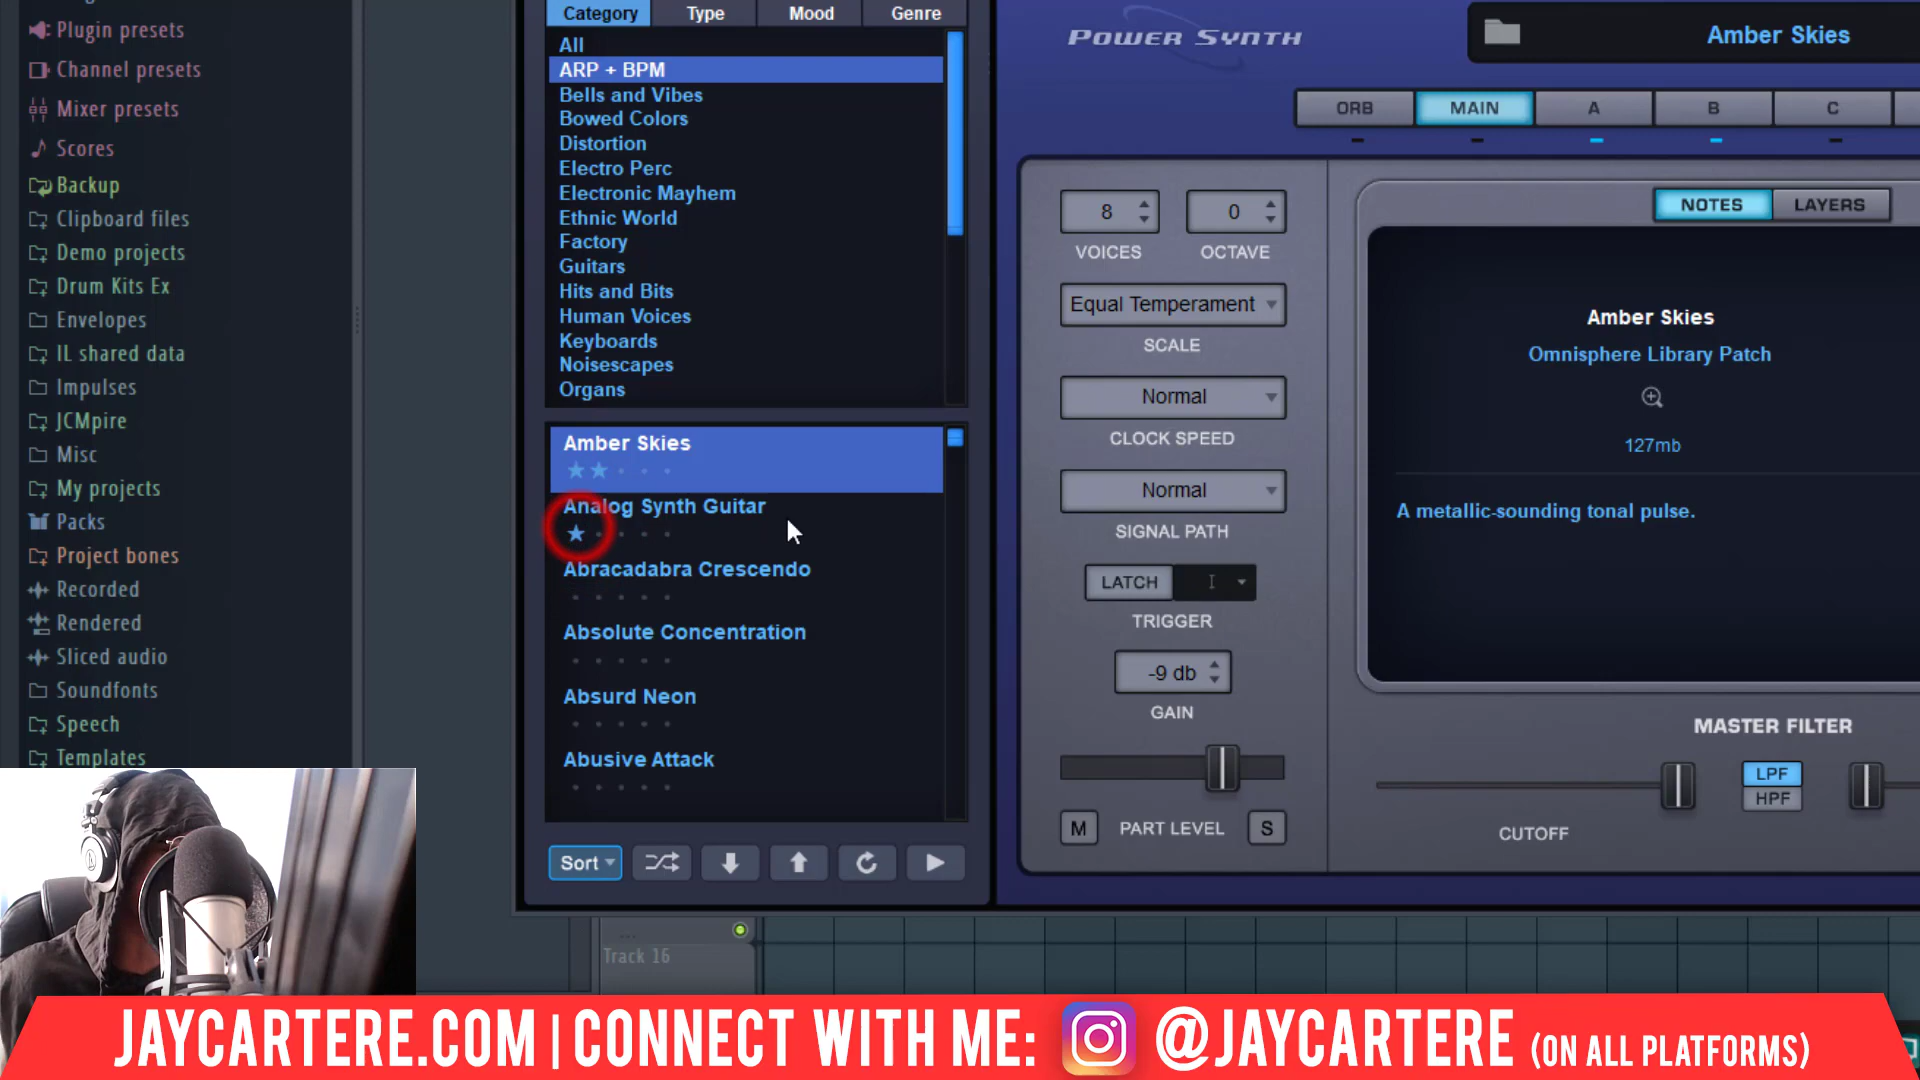 Plugin presets
Channel presets
Mixer presets
Scores
Backup
Clipboard files
Demo projects
Drum Kits Ex
Envelopes
IL shared data
Impulses
JCMpire
Misc
My projects
Packs
Project bones
Recorded
Rendered
Sliced audio
Soundfonts
Speech
Templates
Category Type Mood Genre
All
ARP + BPM
Bells and Vibes
Bowed Colors
Distortion
Electro Perc
Electronic Mayhem
Ethnic World
Factory
Guitars
Hits and Bits
Human Voices
Keyboards
Noisescapes
Organs
Amber Skies
Analog Synth Guitar
Abracadabra Crescendo
Absolute Concentration
Absurd Neon
Abusive Attack
Sort
POWER SYNTH
Amber Skies
ORB MAIN A B C
8 0
VOICES OCTAVE
Equal Temperament
SCALE
Normal
CLOCK SPEED
Normal
SIGNAL PATH
LATCH
TRIGGER
-9 db
GAIN
M PART LEVEL S
NOTES LAYERS
Amber Skies
Omnisphere Library Patch
127mb
A metallic-sounding tonal pulse.
MASTER FILTER
LPF
HPF
CUTOFF
... 
Track 16
JAYCARTERE.COM | CONNECT WITH ME: @JAYCARTERE (ON ALL PLATFORMS)